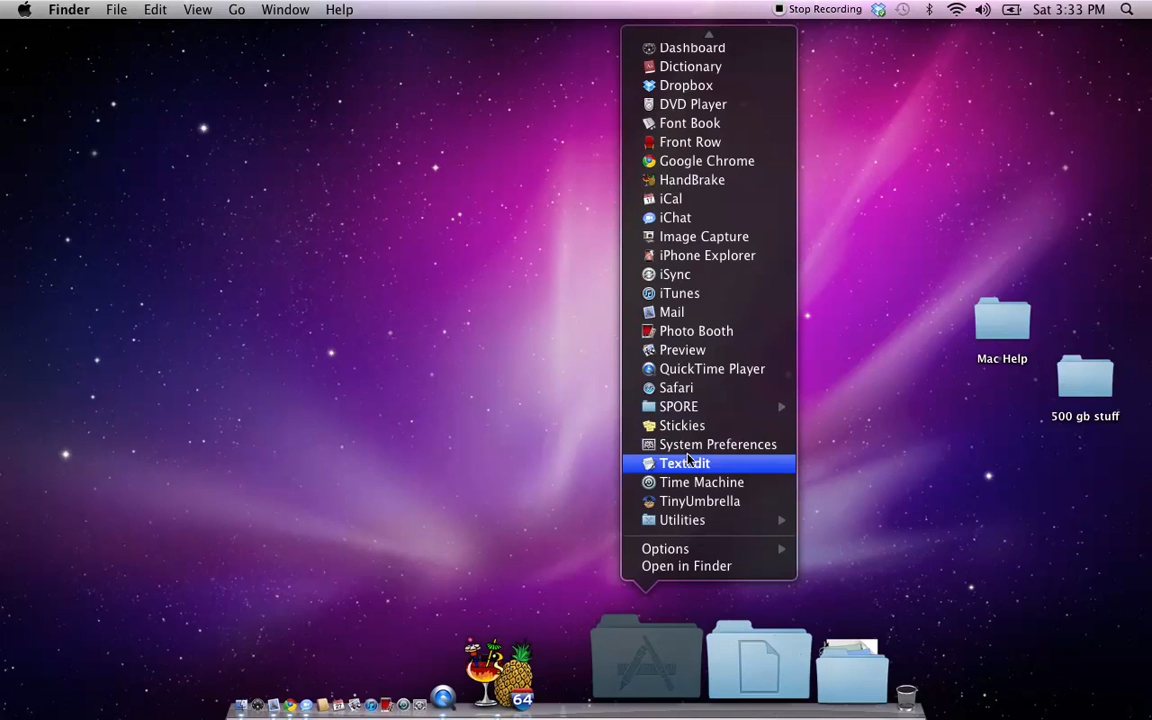 Finder File Edit View Go Window Help Stop Recording Sat 3:33 PM
Dashboard
Dictionary
Dropbox
DVD Player
Font Book
Front Row
Google Chrome
HandBrake
iCal
iChat
Image Capture
iPhone Explorer
iSync
iTunes
Mail
Photo Booth
Preview
QuickTime Player
Safari
SPORE
Stickies
System Preferences
TextEdit
Time Machine
TinyUmbrella
Utilities
Options
Open in Finder
Mac Help
500 gb stuff
64